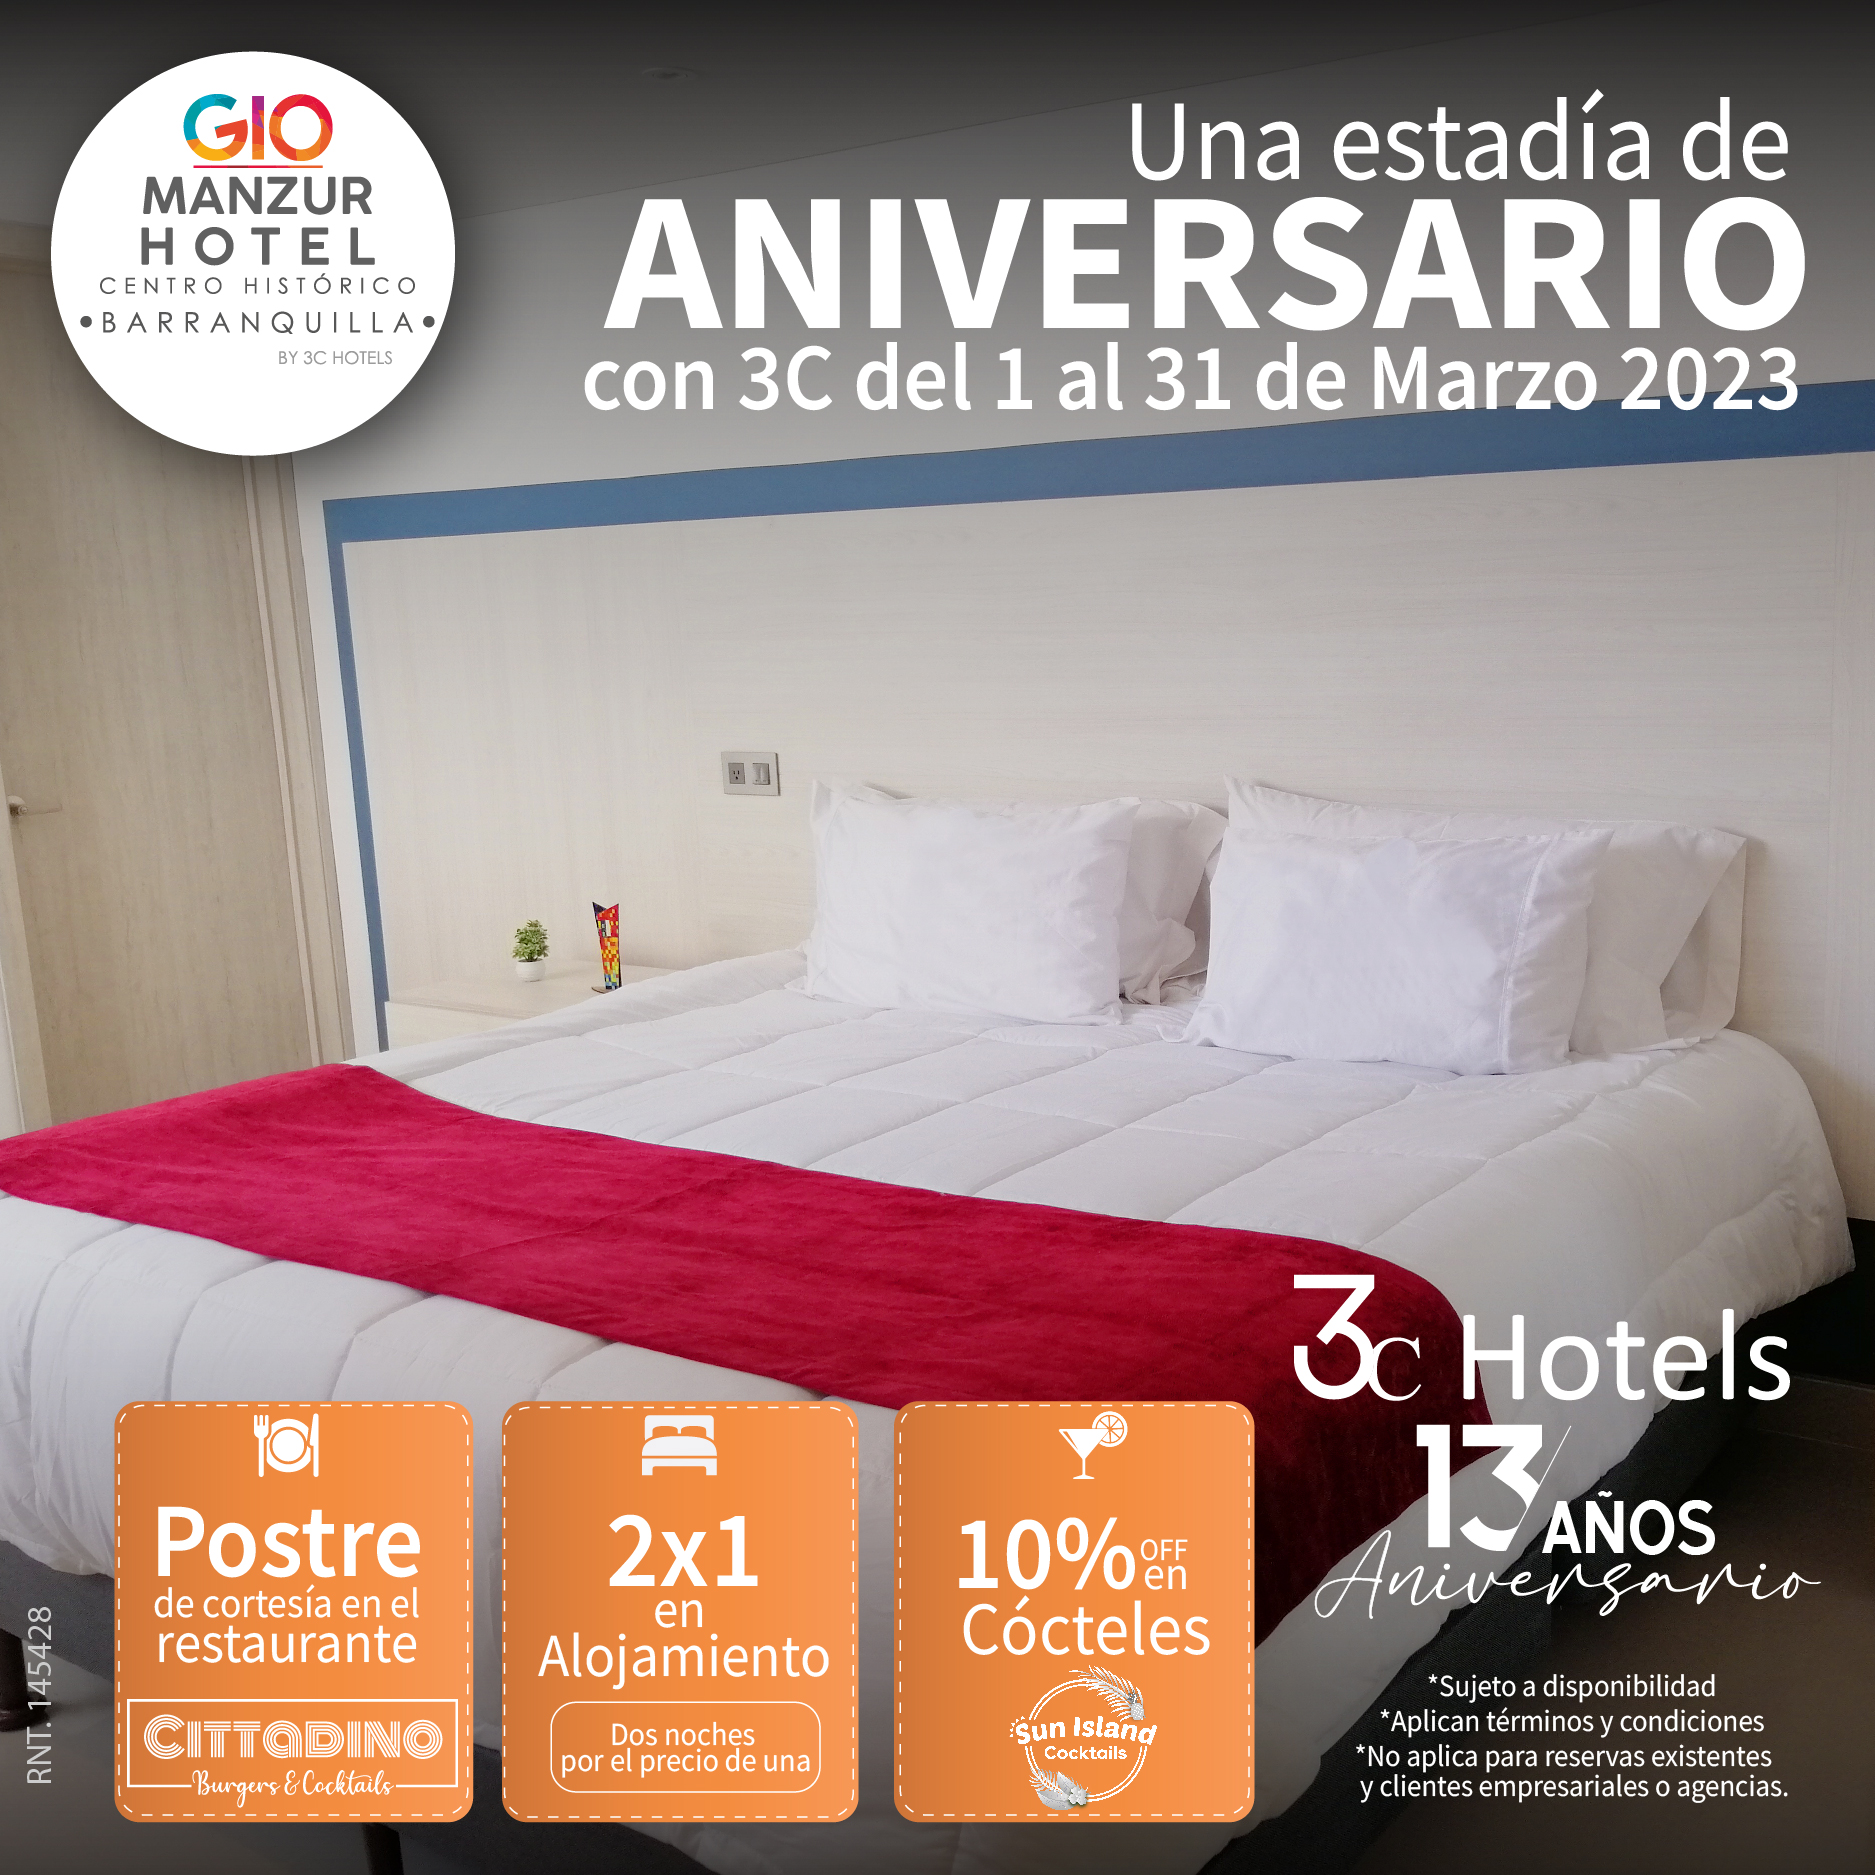 GIO
MANZUR
HOTEL
CENTRO HISTÓRICO
•BARRANQUILLA•
BY 3C HOTELS
Una estadía de
ANIVERSARIO
con 3C del 1 al 31 de Marzo 2023
3C Hotels
13 AÑOS
Aniversario
Postre
de cortesía en el
restaurante
CITTADINO
Burgers & Cocktails
2x1
en
Alojamiento
Dos noches
por el precio de una
10% OFF
en
Cócteles
Sun Island
Cocktails
*Sujeto a disponibilidad
*Aplican términos y condiciones
*No aplica para reservas existentes
y clientes empresariales o agencias.
RNT. 145428